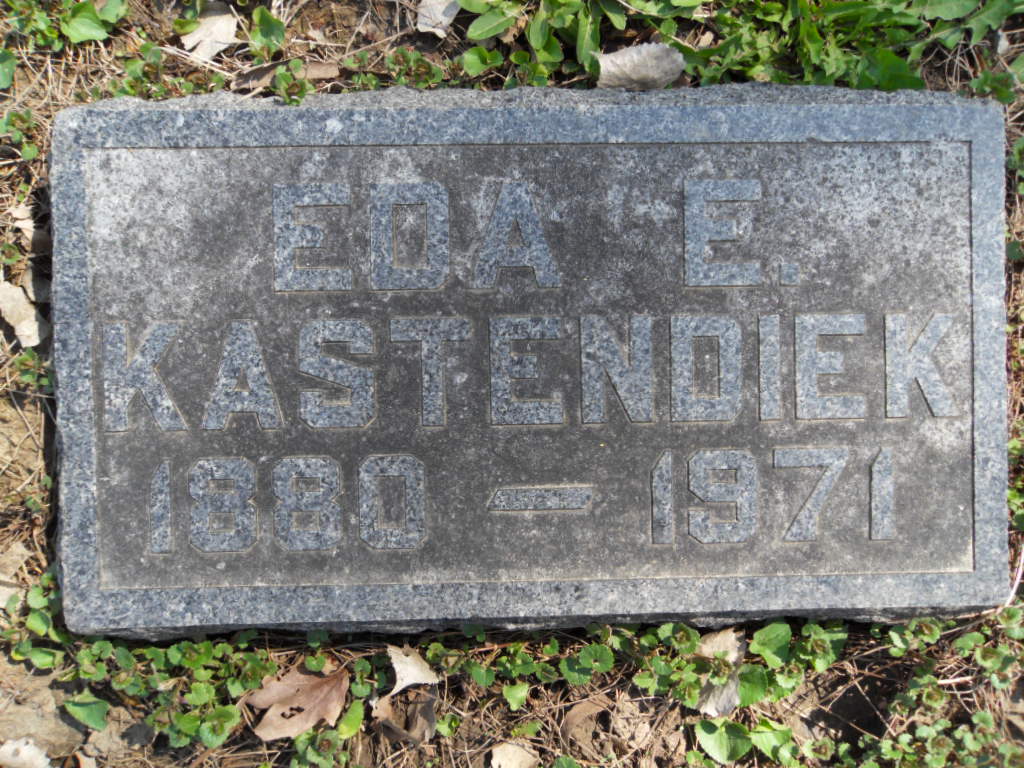 EDA E.
KASTENDIEK
1880 — 1971